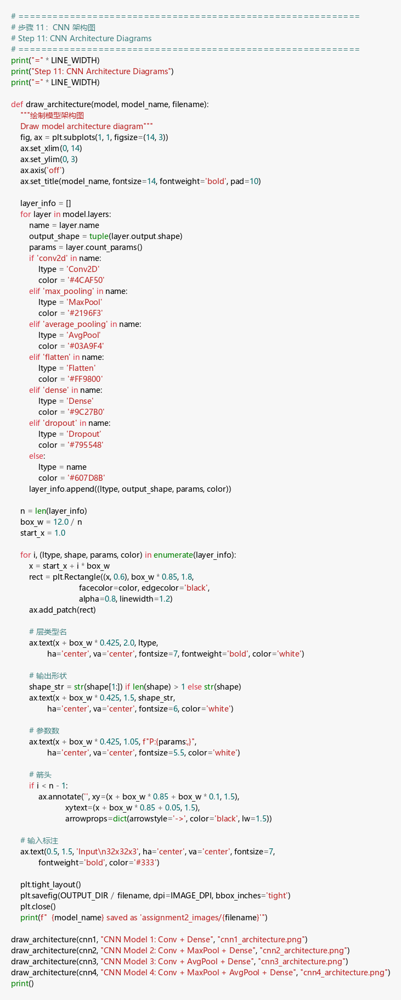 # ============================================================
# 步骤 11：CNN 架构图
# Step 11: CNN Architecture Diagrams
# ============================================================
print("=" * LINE_WIDTH)
print("Step 11: CNN Architecture Diagrams")
print("=" * LINE_WIDTH)

def draw_architecture(model, model_name, filename):
    """绘制模型架构图
    Draw model architecture diagram"""
    fig, ax = plt.subplots(1, 1, figsize=(14, 3))
    ax.set_xlim(0, 14)
    ax.set_ylim(0, 3)
    ax.axis('off')
    ax.set_title(model_name, fontsize=14, fontweight='bold', pad=10)

    layer_info = []
    for layer in model.layers:
        name = layer.name
        output_shape = tuple(layer.output.shape)
        params = layer.count_params()
        if 'conv2d' in name:
            ltype = 'Conv2D'
            color = '#4CAF50'
        elif 'max_pooling' in name:
            ltype = 'MaxPool'
            color = '#2196F3'
        elif 'average_pooling' in name:
            ltype = 'AvgPool'
            color = '#03A9F4'
        elif 'flatten' in name:
            ltype = 'Flatten'
            color = '#FF9800'
        elif 'dense' in name:
            ltype = 'Dense'
            color = '#9C27B0'
        elif 'dropout' in name:
            ltype = 'Dropout'
            color = '#795548'
        else:
            ltype = name
            color = '#607D8B'
        layer_info.append((ltype, output_shape, params, color))

    n = len(layer_info)
    box_w = 12.0 / n
    start_x = 1.0

    for i, (ltype, shape, params, color) in enumerate(layer_info):
        x = start_x + i * box_w
        rect = plt.Rectangle((x, 0.6), box_w * 0.85, 1.8,
                              facecolor=color, edgecolor='black',
                              alpha=0.8, linewidth=1.2)
        ax.add_patch(rect)

        # 层类型名
        ax.text(x + box_w * 0.425, 2.0, ltype,
                ha='center', va='center', fontsize=7, fontweight='bold', color='white')

        # 输出形状
        shape_str = str(shape[1:]) if len(shape) > 1 else str(shape)
        ax.text(x + box_w * 0.425, 1.5, shape_str,
                ha='center', va='center', fontsize=6, color='white')

        # 参数数
        ax.text(x + box_w * 0.425, 1.05, f"P:{params:,}",
                ha='center', va='center', fontsize=5.5, color='white')

        # 箭头
        if i < n - 1:
            ax.annotate('', xy=(x + box_w * 0.85 + box_w * 0.1, 1.5),
                        xytext=(x + box_w * 0.85 + 0.05, 1.5),
                        arrowprops=dict(arrowstyle='->', color='black', lw=1.5))

    # 输入标注
    ax.text(0.5, 1.5, 'Input\n32x32x3', ha='center', va='center', fontsize=7,
            fontweight='bold', color='#333')

    plt.tight_layout()
    plt.savefig(OUTPUT_DIR / filename, dpi=IMAGE_DPI, bbox_inches='tight')
    plt.close()
    print(f"  {model_name} saved as 'assignment2_images/{filename}'")

draw_architecture(cnn1, "CNN Model 1: Conv + Dense", "cnn1_architecture.png")
draw_architecture(cnn2, "CNN Model 2: Conv + MaxPool + Dense", "cnn2_architecture.png")
draw_architecture(cnn3, "CNN Model 3: Conv + AvgPool + Dense", "cnn3_architecture.png")
draw_architecture(cnn4, "CNN Model 4: Conv + MaxPool + AvgPool + Dense", "cnn4_architecture.png")
print()